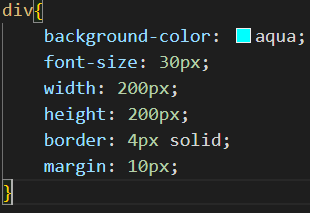 div{
background-color: aqua;
font-size: 30px;
width: 200px;
height: 200px;
border: 4px solid;
margin: 10px;
}